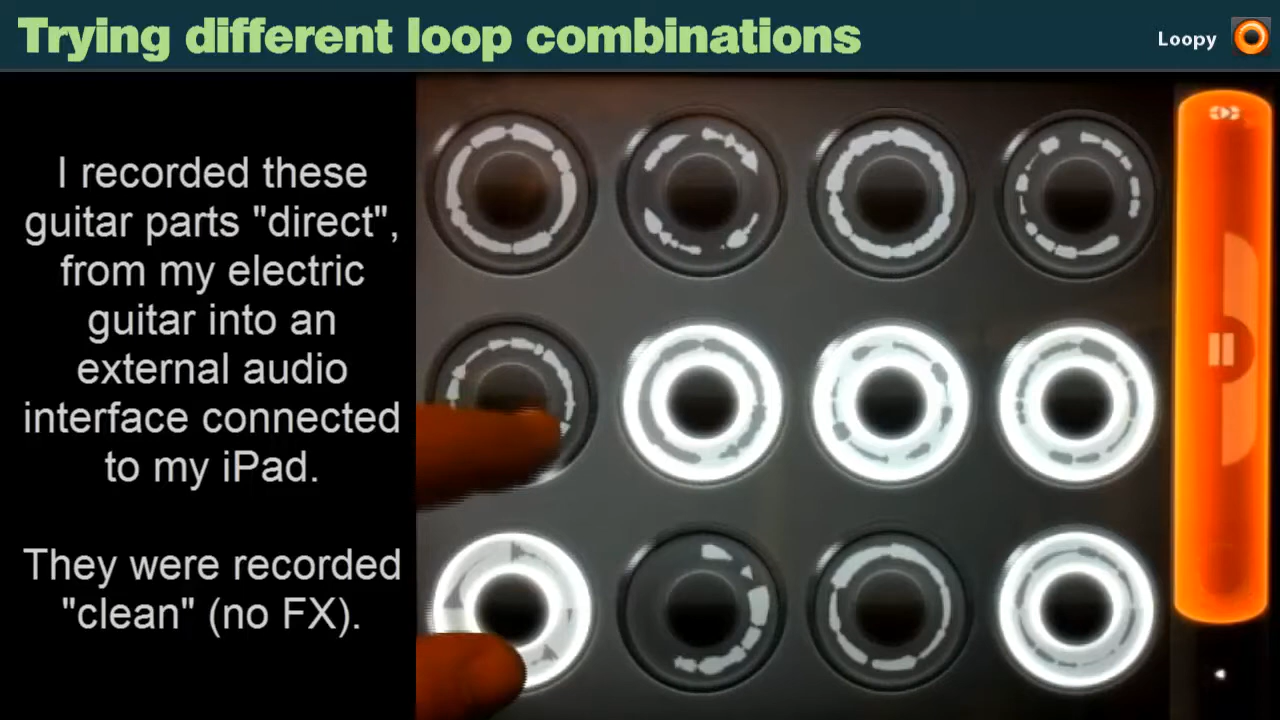 Trying different loop combinations
Loopy
I recorded these
guitar parts "direct",
from my electric
guitar into an
external audio
interface connected
to my iPad.
They were recorded
"clean" (no FX).